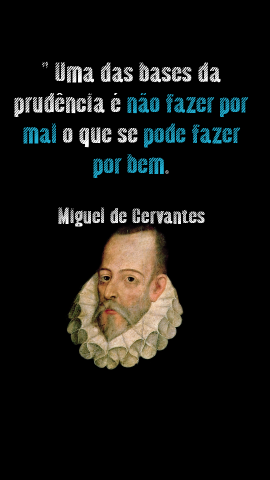 " Uma das bases da
prudência é não fazer por
mal o que se pode fazer
por bem.
Miguel de Cervantes